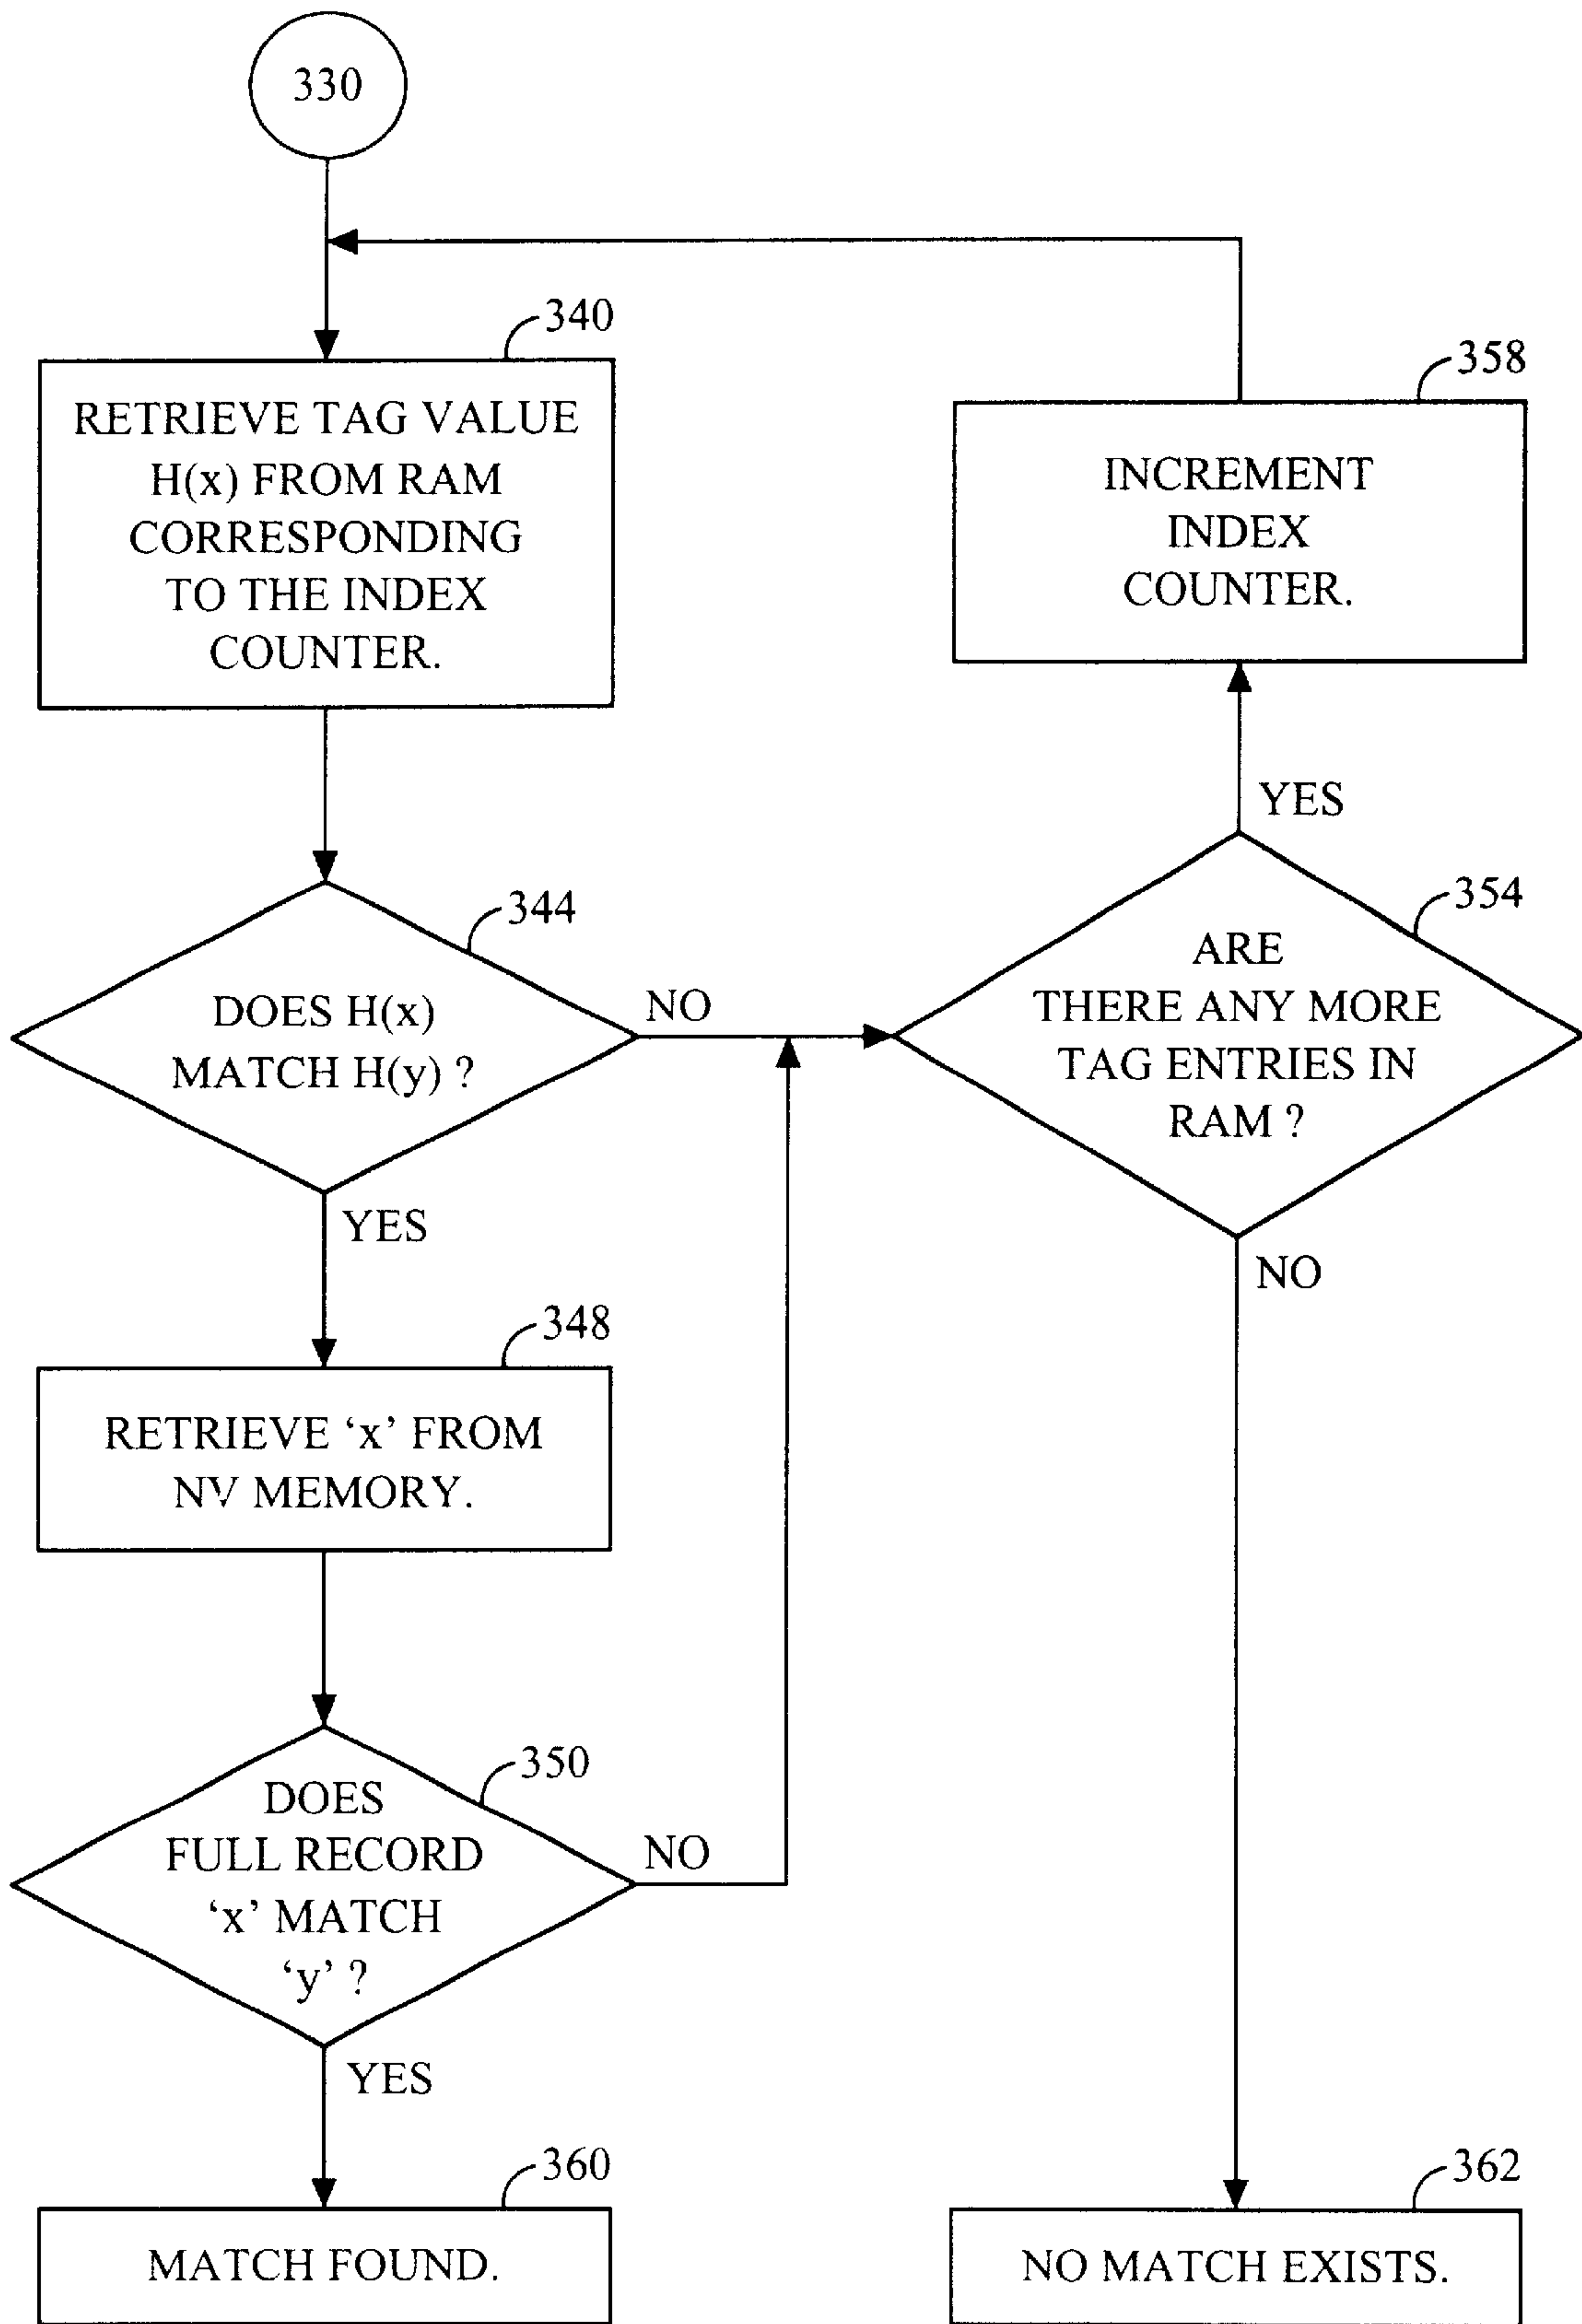 330
340
RETRIEVE TAG VALUE
H(x) FROM RAM
CORRESPONDING
TO THE INDEX
COUNTER.
358
INCREMENT
INDEX
COUNTER.
YES
344
DOES H(x)
MATCH H(y) ?
NO
YES
354
ARE
THERE ANY MORE
TAG ENTRIES IN
RAM ?
NO
348
RETRIEVE ‘x’ FROM
NV MEMORY.
350
DOES
FULL RECORD
‘x’ MATCH
‘y’ ?
NO
YES
360
MATCH FOUND.
362
NO MATCH EXISTS.